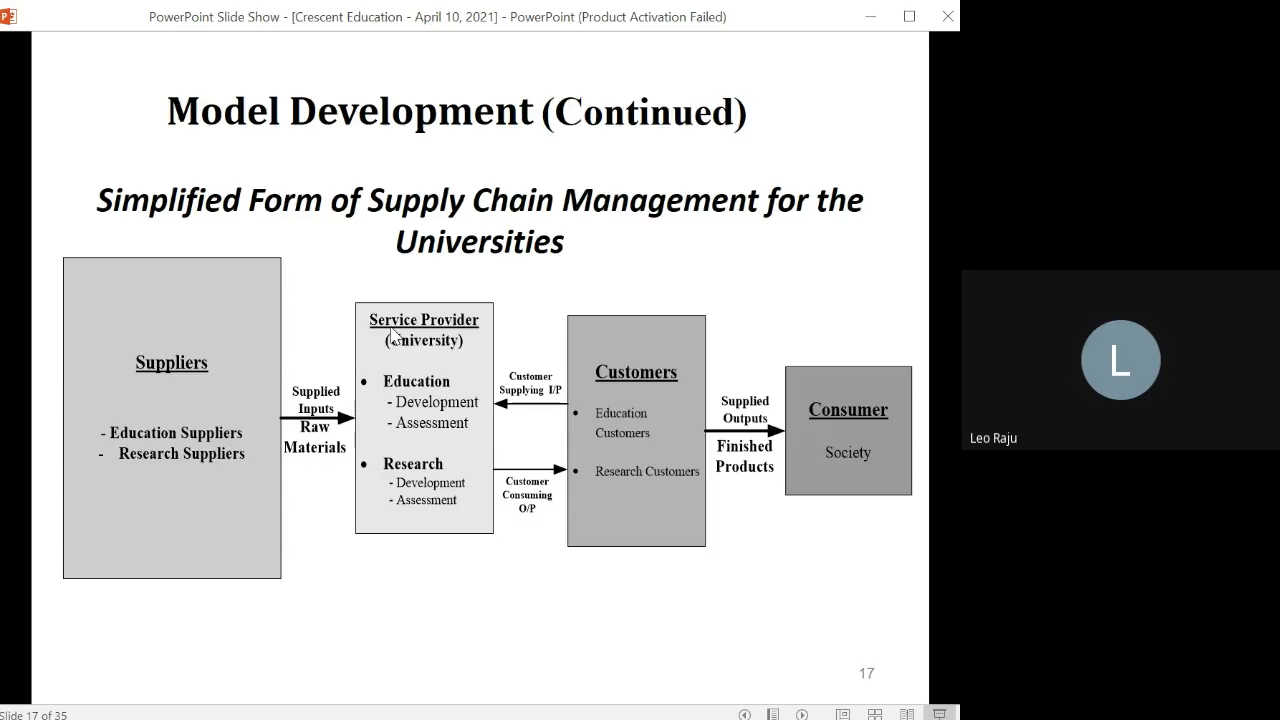 PowerPoint Slide Show - [Crescent Education - April 10, 2021] - PowerPoint (Product Activation Failed)
Model Development (Continued)
Simplified Form of Supply Chain Management for the
Universities
Suppliers
- Education Suppliers
- Research Suppliers
Supplied
Inputs
Raw
Materials
Service Provider
(University)
• Education
- Development
- Assessment
• Research
- Development
- Assessment
Customer
Supplying I/P
Customer
Consuming
O/P
Customers
• Education
Customers
• Research Customers
Supplied
Outputs
Finished
Products
Consumer
Society
17
L
Leo Raju
Slide 17 of 35